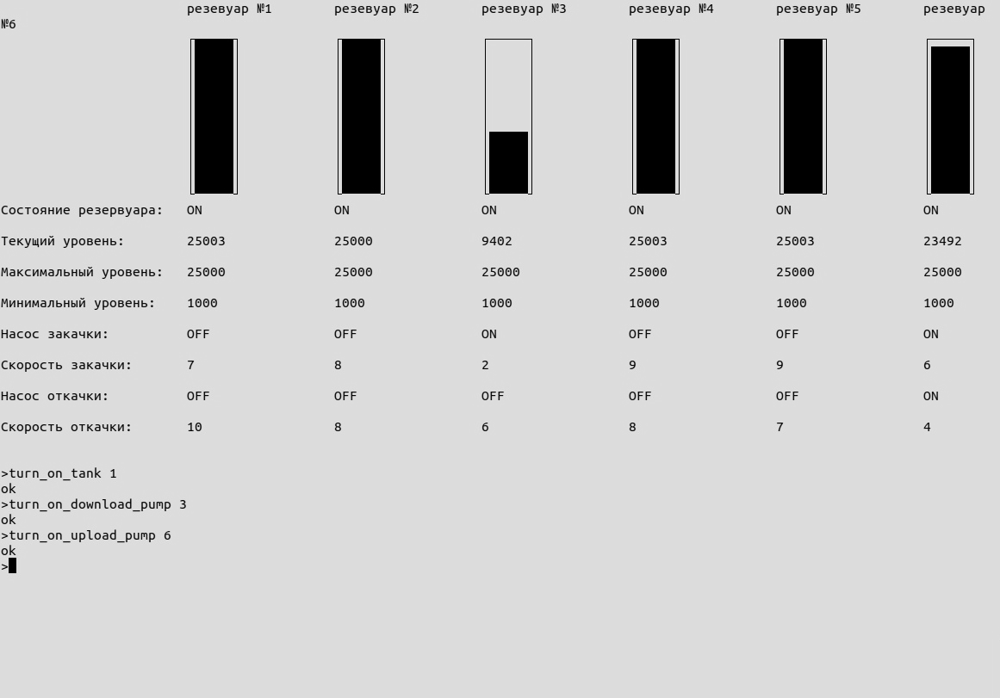 резевуар №1 резевуар №2 резевуар №3 резевуар №4 резевуар №5 резевуар
№6
Состояние резервуара: ON ON ON ON ON ON
Текущий уровень: 25003 25000 9402 25003 25003 23492
Максимальный уровень: 25000 25000 25000 25000 25000 25000
Минимальный уровень: 1000 1000 1000 1000 1000 1000
Насос закачки: OFF OFF ON OFF OFF ON
Скорость закачки: 7 8 2 9 9 6
Насос откачки: OFF OFF OFF OFF OFF ON
Скорость откачки: 10 8 6 8 7 4
>turn_on_tank 1
ok
>turn_on_download_pump 3
ok
>turn_on_upload_pump 6
ok
>